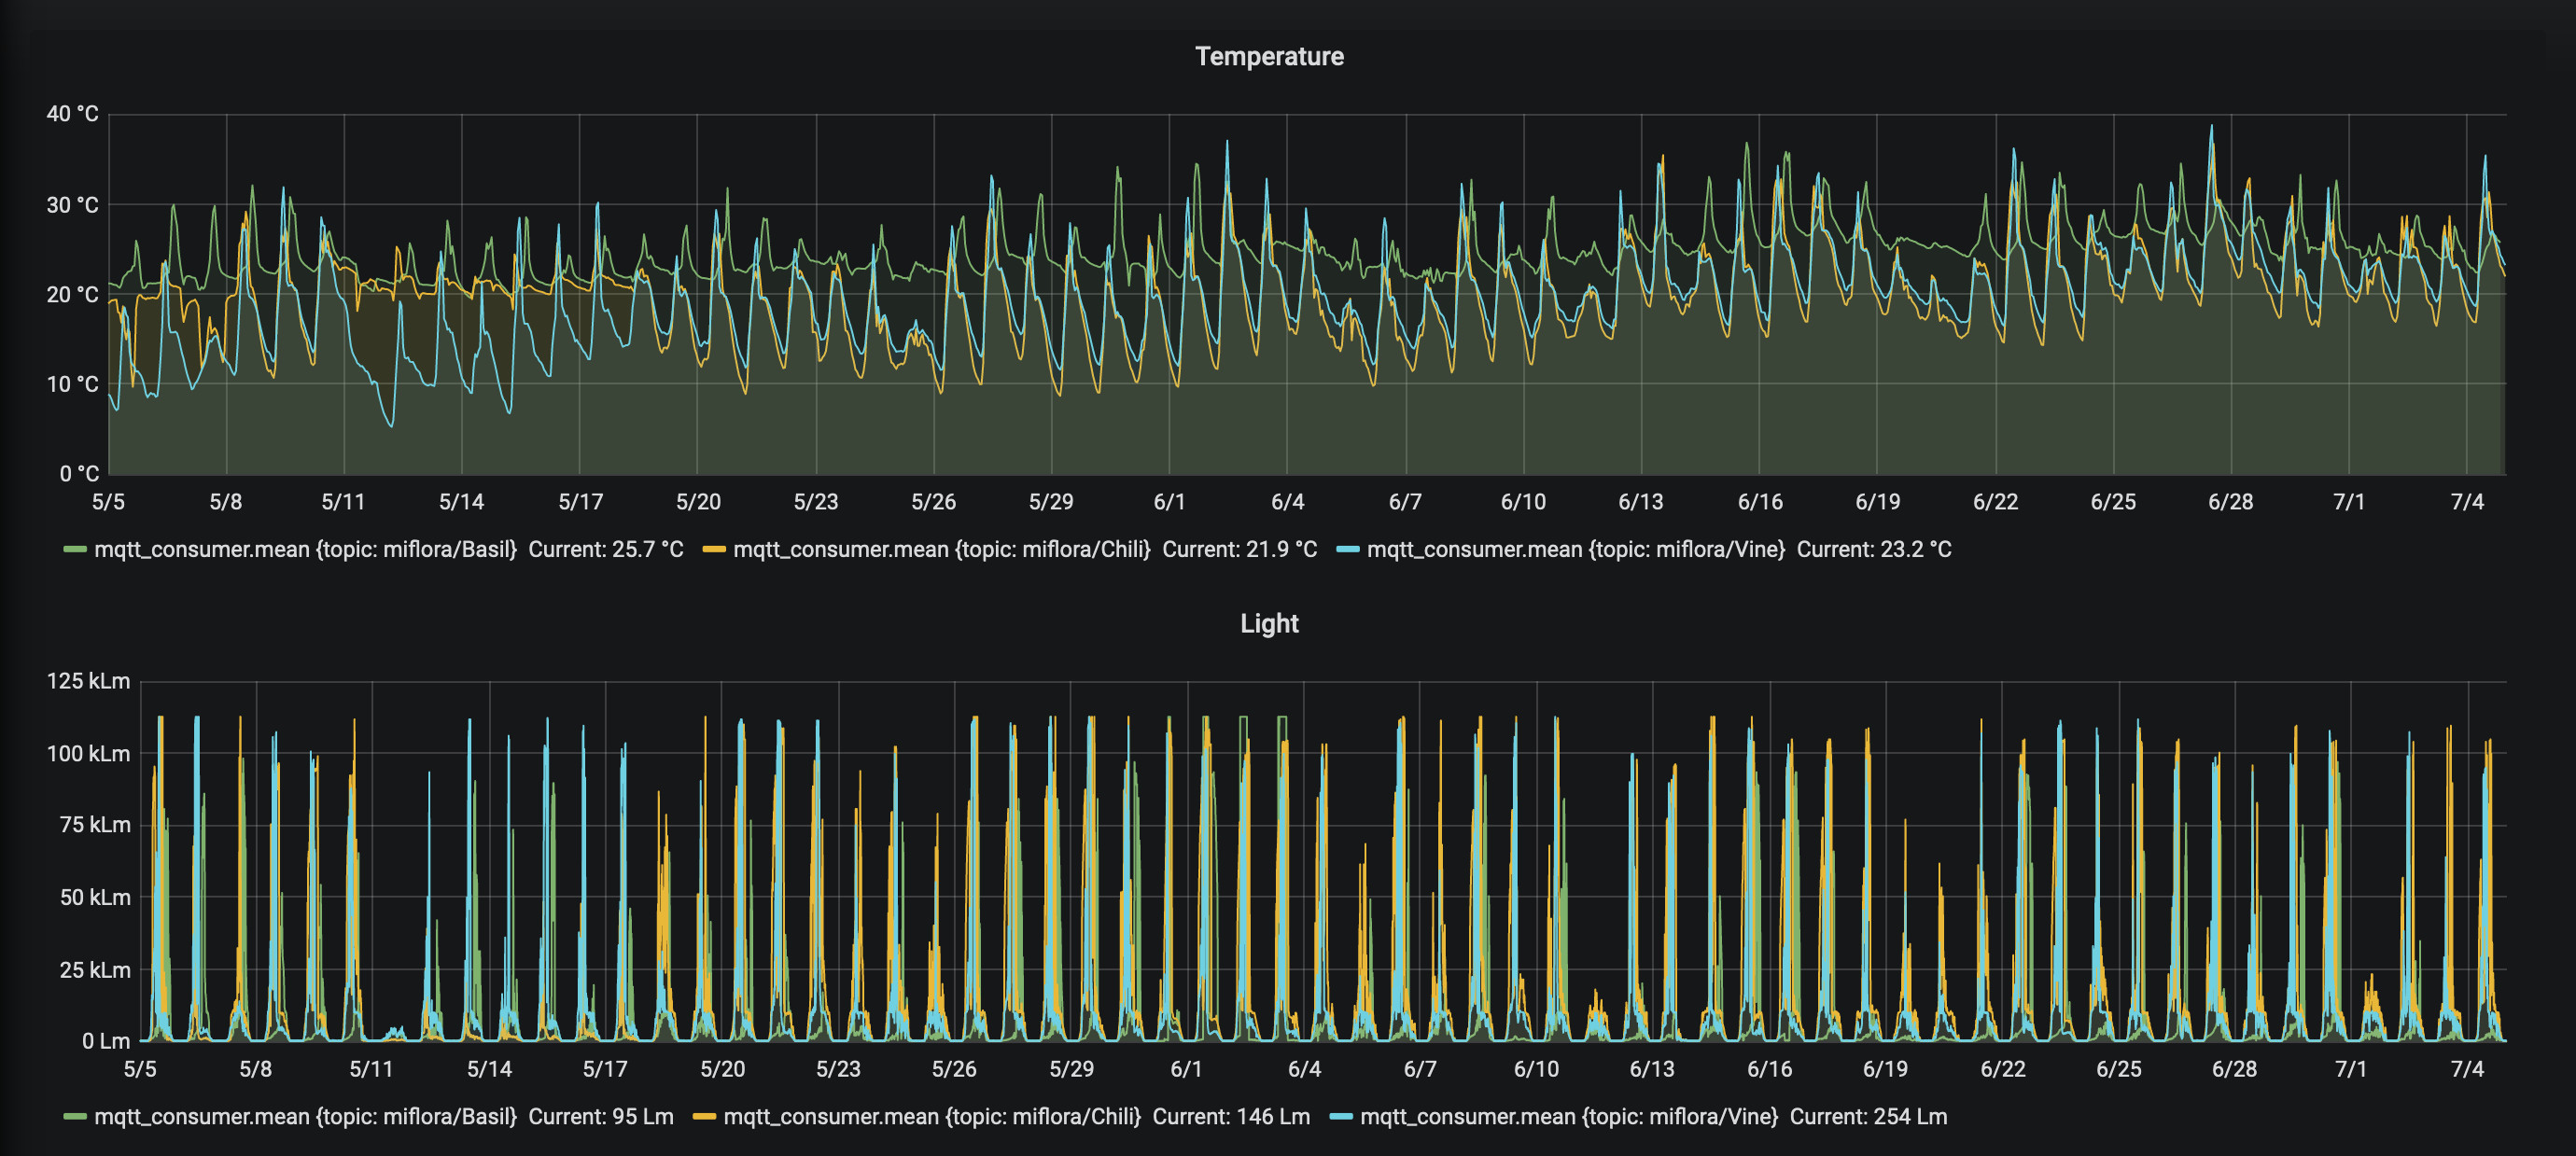 Temperature
40 °C
30 °C
20 °C
10 °C
0 °C
5/5 5/8 5/11 5/14 5/17 5/20 5/23 5/26 5/29 6/1 6/4 6/7 6/10 6/13 6/16 6/19 6/22 6/25 6/28 7/1 7/4
mqtt_consumer.mean {topic: miflora/Basil} Current: 25.7 °C mqtt_consumer.mean {topic: miflora/Chili} Current: 21.9 °C mqtt_consumer.mean {topic: miflora/Vine} Current: 23.2 °C
Light
125 kLm
100 kLm
75 kLm
50 kLm
25 kLm
0 Lm
5/5 5/8 5/11 5/14 5/17 5/20 5/23 5/26 5/29 6/1 6/4 6/7 6/10 6/13 6/16 6/19 6/22 6/25 6/28 7/1 7/4
mqtt_consumer.mean {topic: miflora/Basil} Current: 95 Lm mqtt_consumer.mean {topic: miflora/Chili} Current: 146 Lm mqtt_consumer.mean {topic: miflora/Vine} Current: 254 Lm